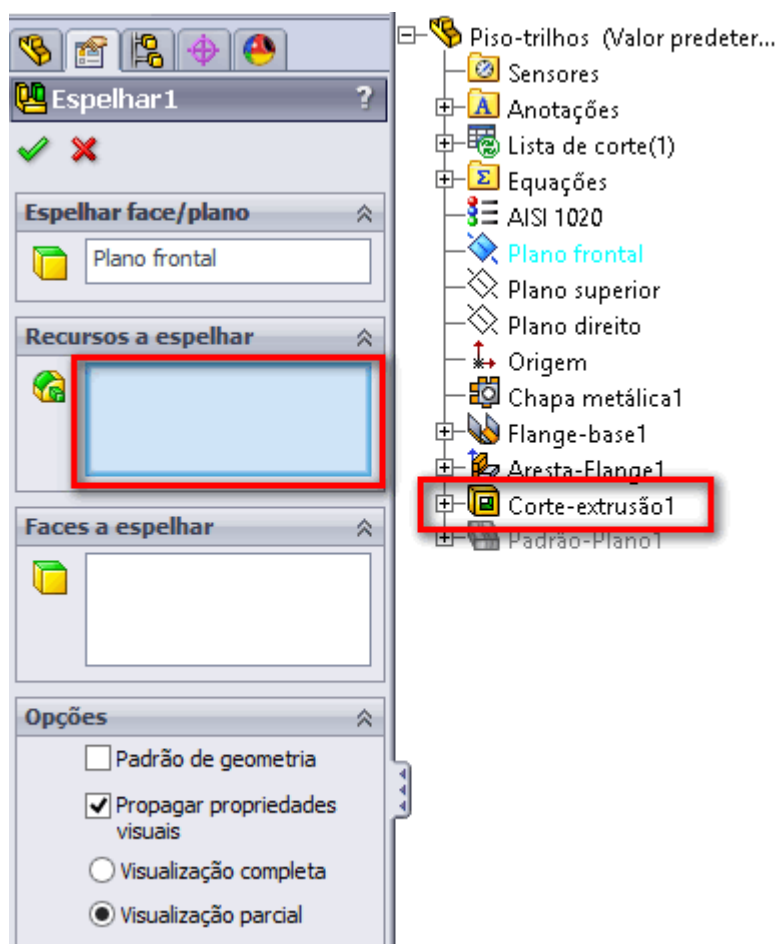 Espelhar1 ?
Espelhar face/plano
Plano frontal
Recursos a espelhar
Faces a espelhar
Opções
Padrão de geometria
Propagar propriedades
visuais
Visualização completa
Visualização parcial
Piso-trilhos (Valor predeter...
Sensores
A Anotações
Lista de corte(1)
Σ Equações
AISI 1020
Plano frontal
Plano superior
Plano direito
Origem
Chapa metálica1
Flange-base1
Aresta-Flange1
Corte-extrusão1
Padrão-Plano1